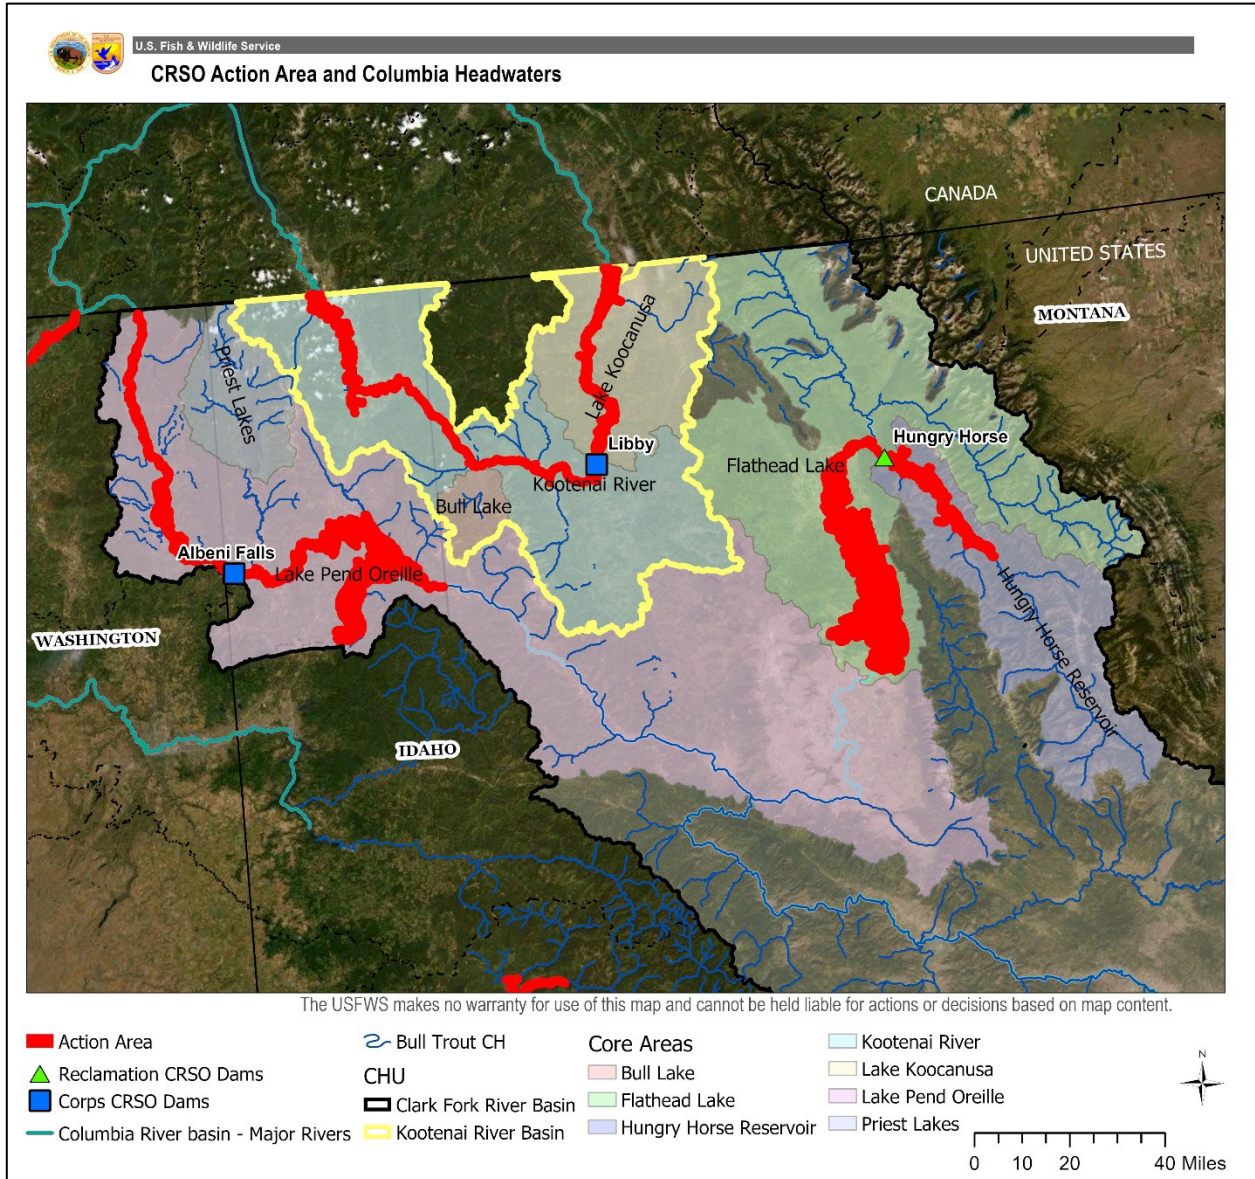 U.S. Fish & Wildlife Service
CRSO Action Area and Columbia Headwaters
CANADA
UNITED STATES
MONTANA
Priest Lakes
Lake Koocanusa
Hungry Horse
Libby
Flathead Lake
Kootenai River
Bull Lake
Albeni Falls
Lake Pend Oreille
Hungry Horse Reservoir
WASHINGTON
IDAHO
The USFWS makes no warranty for use of this map and cannot be held liable for actions or decisions based on map content.
Action Area
Reclamation CRSO Dams
Corps CRSO Dams
Columbia River basin - Major Rivers
Bull Trout CH
CHU
Clark Fork River Basin
Kootenai River Basin
Core Areas
Bull Lake
Flathead Lake
Hungry Horse Reservoir
Kootenai River
Lake Koocanusa
Lake Pend Oreille
Priest Lakes
N
0 10 20 40 Miles